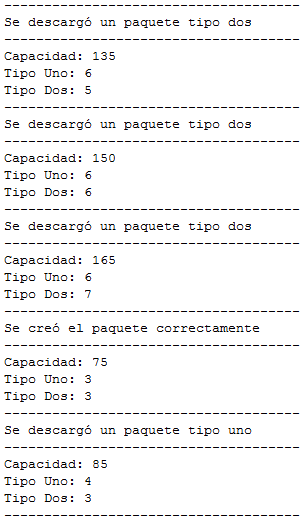 -------------------------------------
Se descargó un paquete tipo dos
-------------------------------------
Capacidad: 135
Tipo Uno: 6
Tipo Dos: 5
-------------------------------------
Se descargó un paquete tipo dos
-------------------------------------
Capacidad: 150
Tipo Uno: 6
Tipo Dos: 6
-------------------------------------
Se descargó un paquete tipo dos
-------------------------------------
Capacidad: 165
Tipo Uno: 6
Tipo Dos: 7
-------------------------------------
Se creó el paquete correctamente
-------------------------------------
Capacidad: 75
Tipo Uno: 3
Tipo Dos: 3
-------------------------------------
Se descargó un paquete tipo uno
-------------------------------------
Capacidad: 85
Tipo Uno: 4
Tipo Dos: 3
-------------------------------------